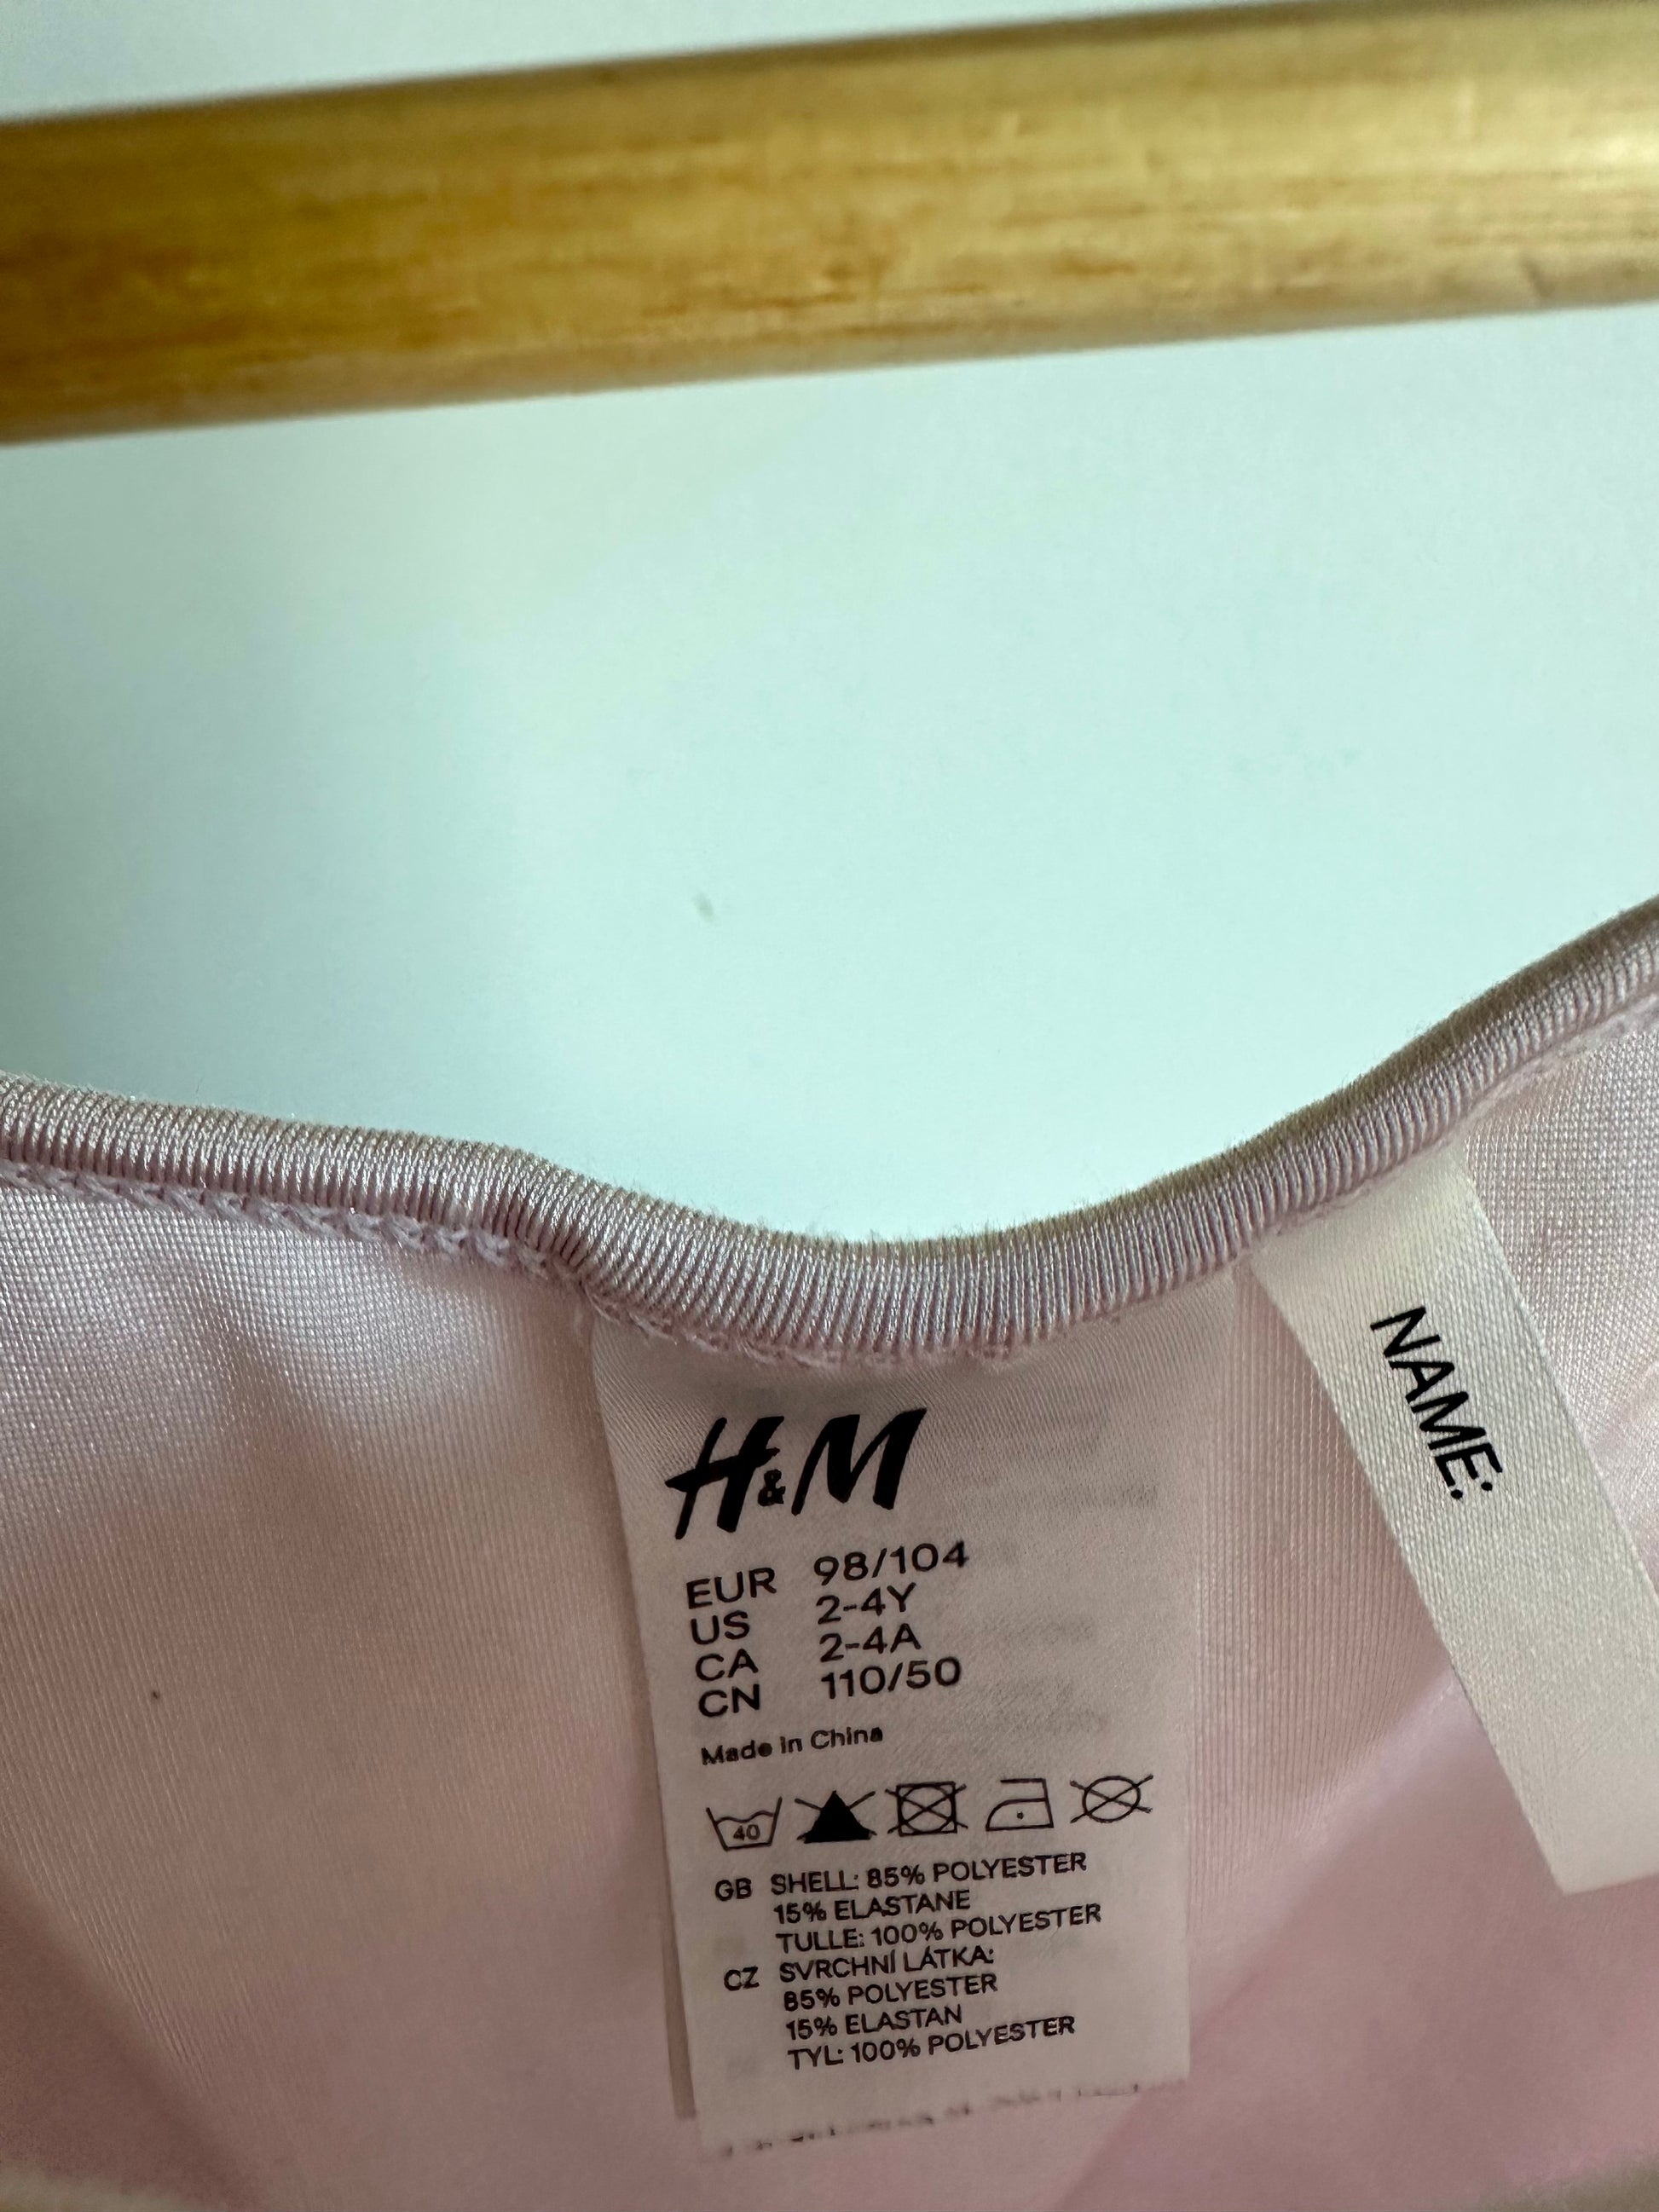 H&M
EUR 98/104
US 2-4Y
CA 2-4A
CN 110/50
Made in China
40
GB SHELL: 85% POLYESTER
15% ELASTANE
TULLE: 100% POLYESTER
CZ SVRCHNÍ LÁTKA:
85% POLYESTER
15% ELASTAN
TYL: 100% POLYESTER
NAME: